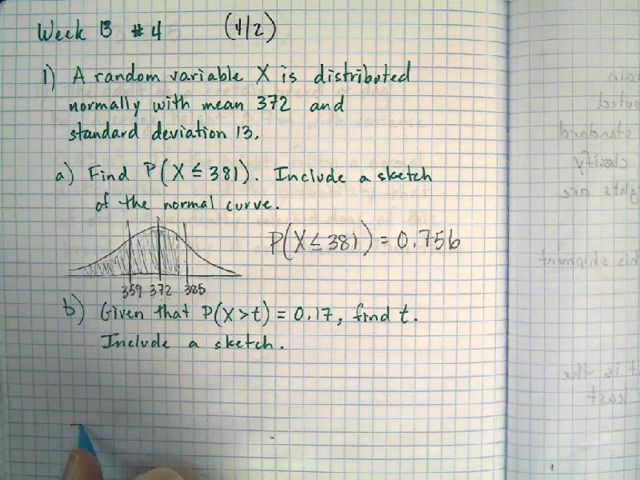 Week 13 #4 (4/2)
1) A random variable X is distributed
normally with mean 372 and
standard deviation 13.
a) Find P(X ≤ 381). Include a sketch
of the normal curve.
P(X ≤ 381) = 0.756
359 372 385
b) Given that P(X > t) = 0.17, find t.
Include a sketch.